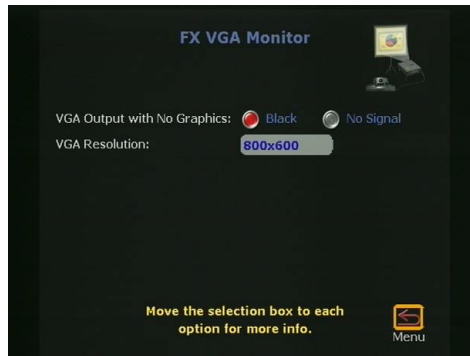 FX VGA Monitor
VGA Output with No Graphics: Black No Signal
VGA Resolution: 800x600
Move the selection box to each
option for more info.
Menu